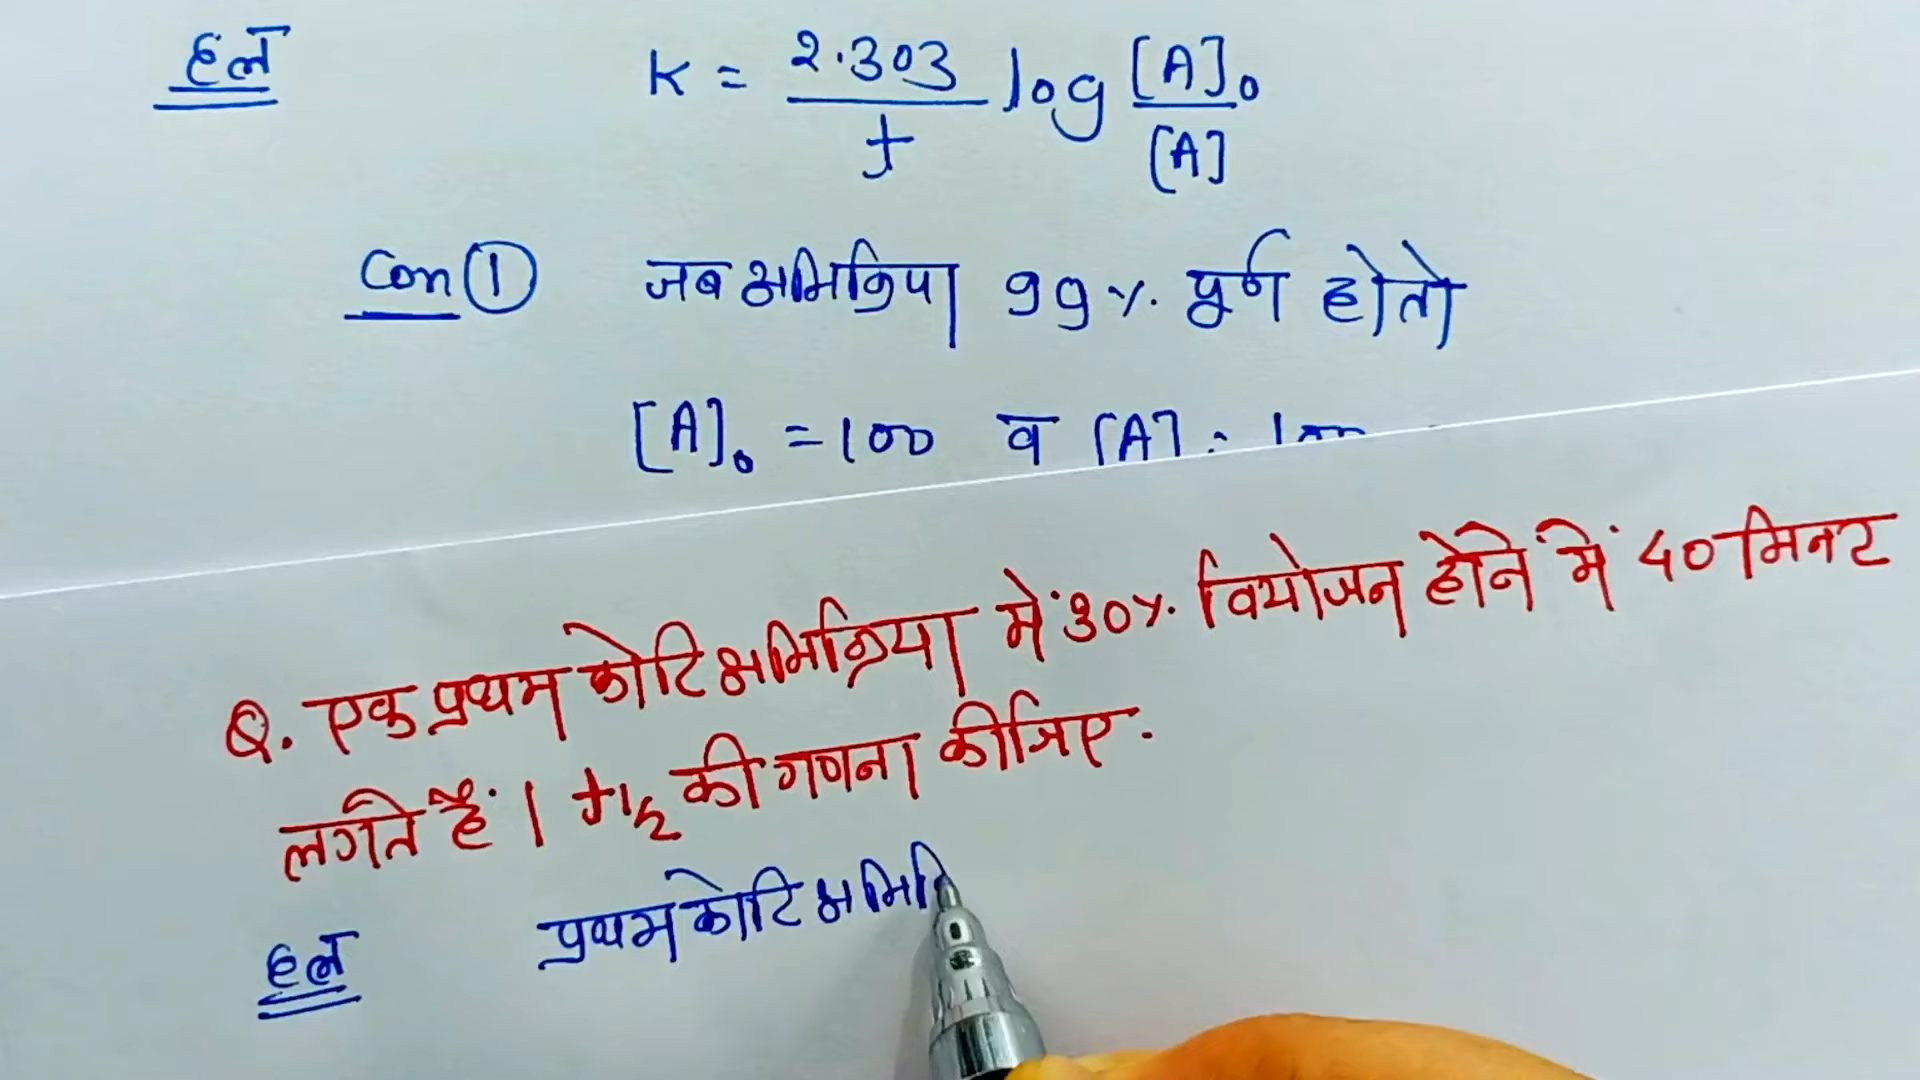 हल K = 2.303/t log [A]₀/[A]
Con ① जब अभिक्रिया 99% पूर्ण हो तो
[A]₀ = 100 व [A] = 100
Q. एक प्रथम कोटि अभिक्रिया में 30% वियोजन होने में 40 मिनट
लगते हैं। t1/2 की गणना कीजिए.
हल प्रथम कोटि अभि